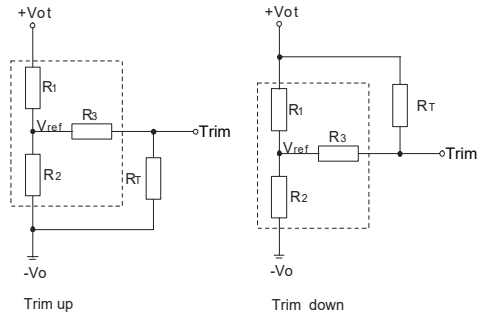 +Vot
R1
Vref
R3
Trim
R2
RT
-Vo
Trim up
+Vot
R1
RT
Vref
R3
Trim
R2
-Vo
Trim down